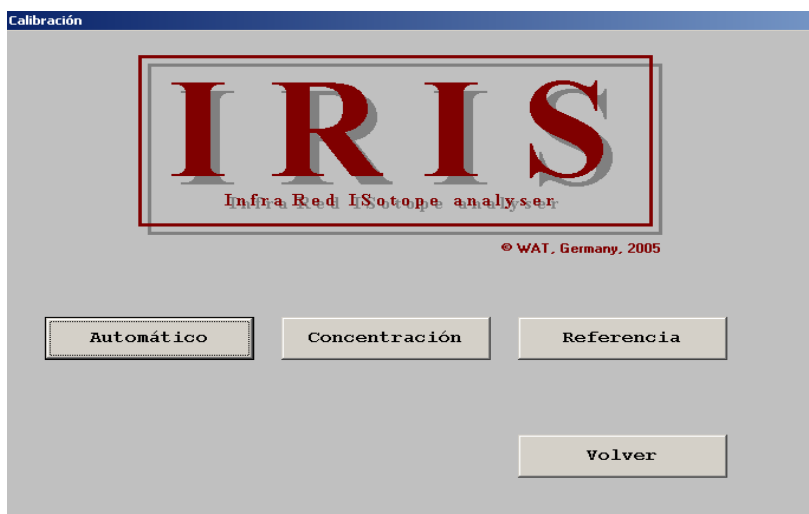 Calibración
IRIS
InfraRed ISotope analyser
© WAT, Germany, 2005
Automático
Concentración
Referencia
Volver